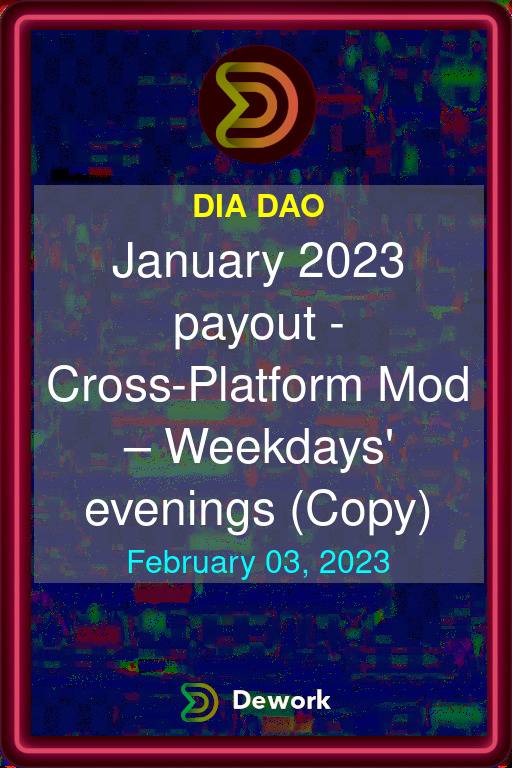 DIA DAO
January 2023
payout -
Cross-Platform Mod
– Weekdays'
evenings (Copy)
February 03, 2023
Dework